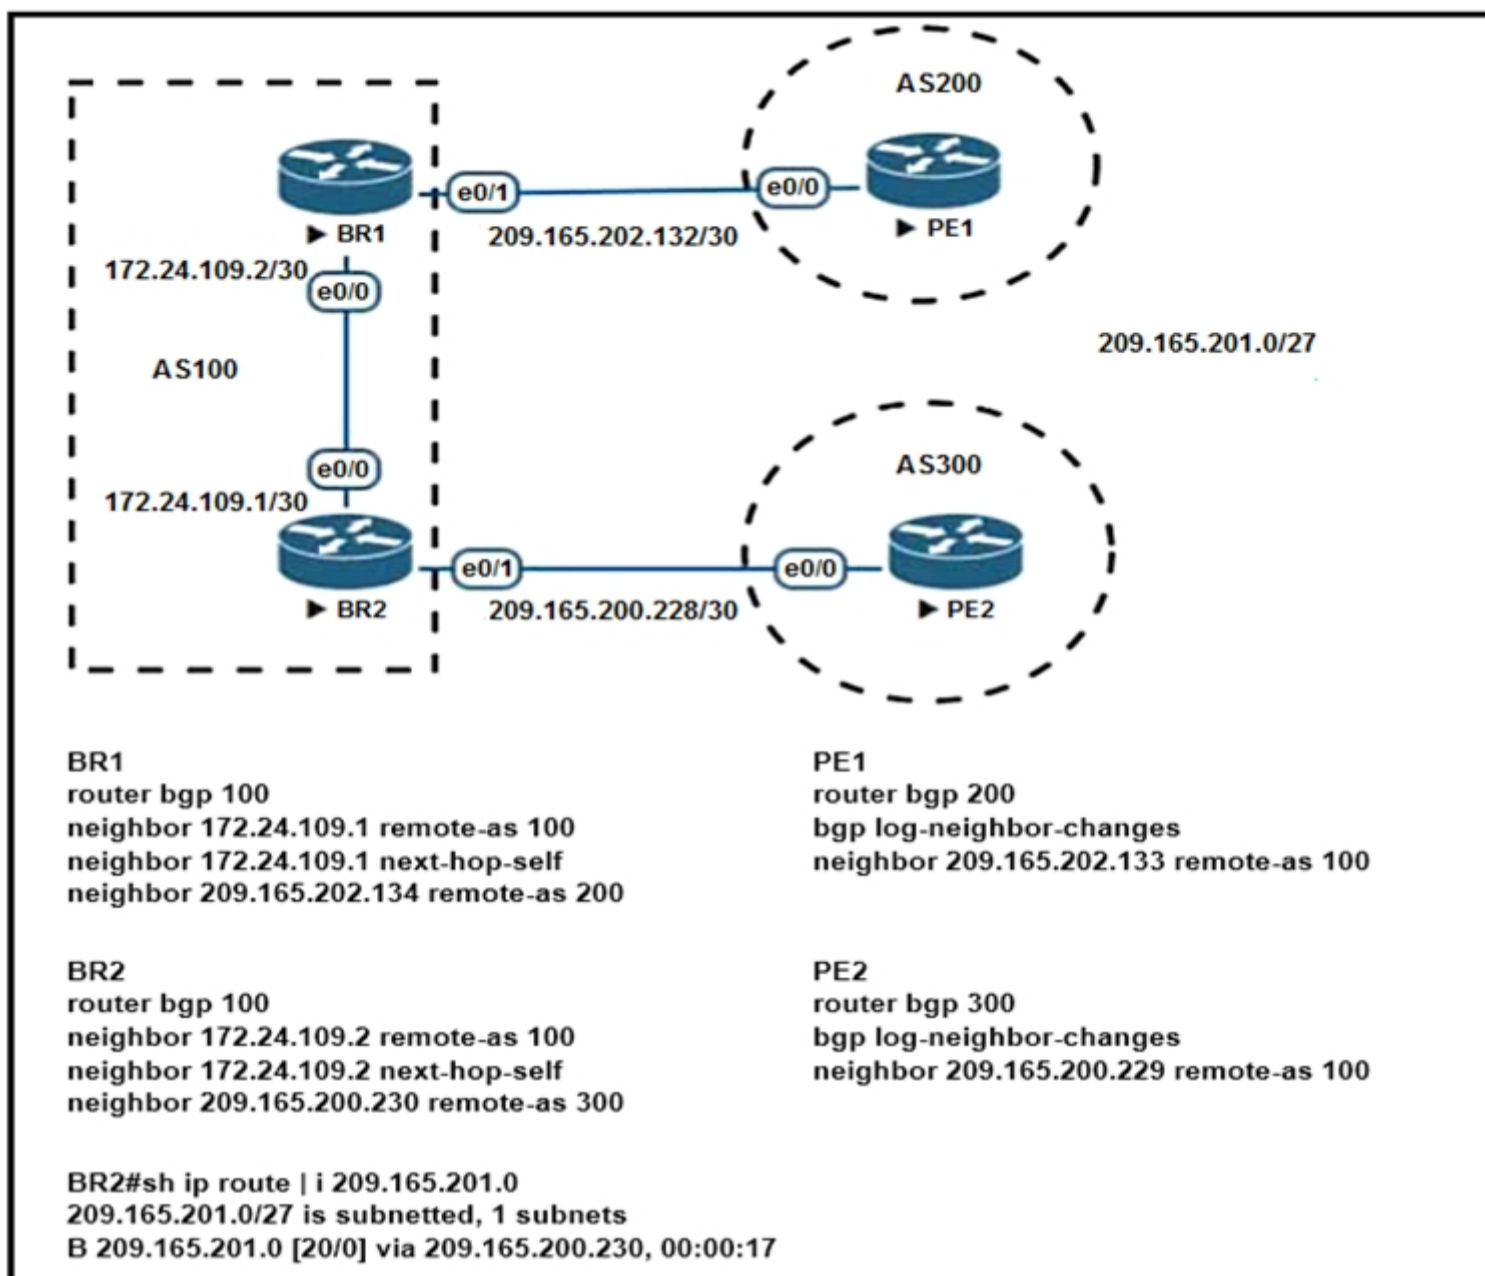 AS200
e0/1
e0/0
▶ BR1
209.165.202.132/30
▶ PE1
172.24.109.2/30
e0/0
209.165.201.0/27
AS100
e0/0
AS300
172.24.109.1/30
e0/1
e0/0
▶ BR2
209.165.200.228/30
▶ PE2
BR1
router bgp 100
neighbor 172.24.109.1 remote-as 100
neighbor 172.24.109.1 next-hop-self
neighbor 209.165.202.134 remote-as 200
PE1
router bgp 200
bgp log-neighbor-changes
neighbor 209.165.202.133 remote-as 100
BR2
router bgp 100
neighbor 172.24.109.2 remote-as 100
neighbor 172.24.109.2 next-hop-self
neighbor 209.165.200.230 remote-as 300
PE2
router bgp 300
bgp log-neighbor-changes
neighbor 209.165.200.229 remote-as 100
BR2#sh ip route | i 209.165.201.0
209.165.201.0/27 is subnetted, 1 subnets
B 209.165.201.0 [20/0] via 209.165.200.230, 00:00:17